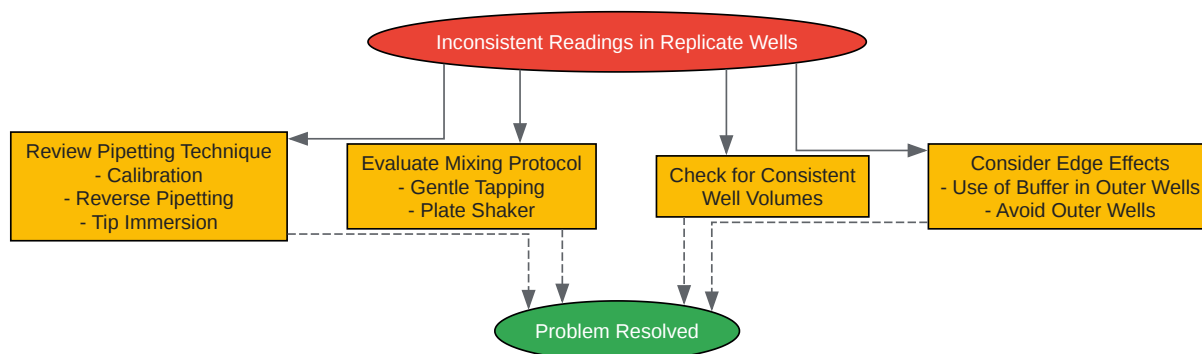 Inconsistent Readings in Replicate Wells
Review Pipetting Technique
- Calibration
- Reverse Pipetting
- Tip Immersion
Evaluate Mixing Protocol
- Gentle Tapping
- Plate Shaker
Check for Consistent
Well Volumes
Consider Edge Effects
- Use of Buffer in Outer Wells
- Avoid Outer Wells
Problem Resolved